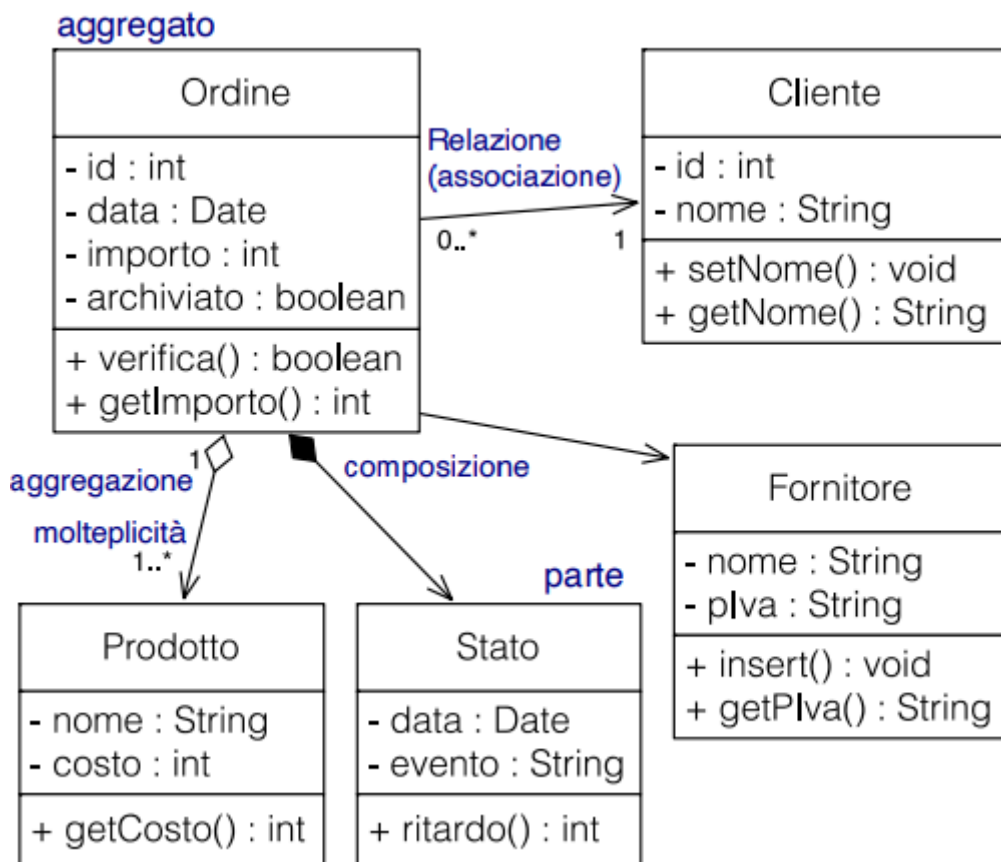 aggregato
Ordine
- id : int
- data : Date
- importo : int
- archiviato : boolean
+ verifica() : boolean
+ getImporto() : int
Relazione
(associazione)
0..*
1
Cliente
- id : int
- nome : String
+ setNome() : void
+ getNome() : String
1
aggregazione
molteplicità
1..*
composizione
parte
Fornitore
- nome : String
- pIva : String
+ insert() : void
+ getPIva() : String
Prodotto
- nome : String
- costo : int
+ getCosto() : int
Stato
- data : Date
- evento : String
+ ritardo() : int